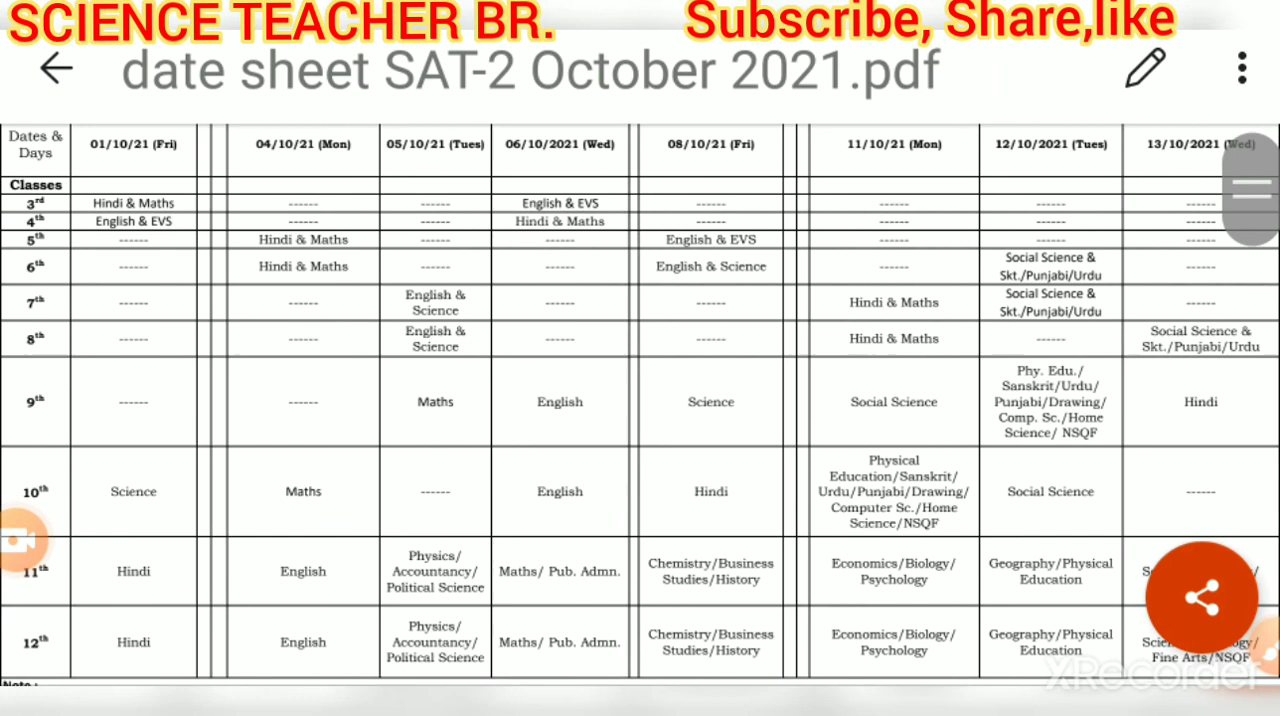 SCIENCE TEACHER BR. Subscribe, Share,like
date sheet SAT-2 October 2021.pdf
Dates & Days 01/10/21 (Fri) 04/10/21 (Mon) 05/10/21 (Tues) 06/10/2021 (Wed) 08/10/21 (Fri) 11/10/21 (Mon) 12/10/2021 (Tues) 13/10/2021 (Wed)
Classes
3rd Hindi & Maths ------ ------ English & EVS ------ ------ ------ ------
4th English & EVS ------ ------ Hindi & Maths ------ ------ ------ ------
5th ------ Hindi & Maths ------ ------ English & EVS ------ ------ ------
6th ------ Hindi & Maths ------ ------ English & Science ------ Social Science & Skt./Punjabi/Urdu ------
7th ------ ------ English & Science ------ ------ Hindi & Maths Social Science & Skt./Punjabi/Urdu ------
8th ------ ------ English & Science ------ ------ Hindi & Maths ------ Social Science & Skt./Punjabi/Urdu
9th ------ ------ Maths English Science Social Science Phy. Edu./ Sanskrit/Urdu/ Punjabi/Drawing/ Comp. Sc./Home Science/ NSQF Hindi
10th Science Maths ------ English Hindi Physical Education/Sanskrit/ Urdu/Punjabi/Drawing/ Computer Sc./Home Science/NSQF Social Science ------
11th Hindi English Physics/ Accountancy/ Political Science Maths/ Pub. Admn. Chemistry/Business Studies/History Economics/Biology/ Psychology Geography/Physical Education
12th Hindi English Physics/ Accountancy/ Political Science Maths/ Pub. Admn. Chemistry/Business Studies/History Economics/Biology/ Psychology Geography/Physical Education Fine Arts/NSQF
Note :
XRecorder